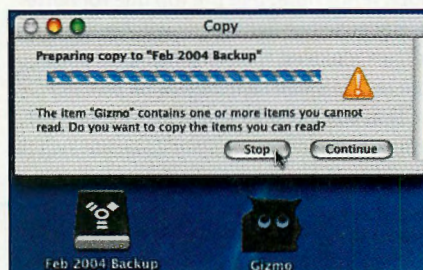 Copy
Preparing copy to "Feb 2004 Backup"
The item "Gizmo" contains one or more items you cannot
read. Do you want to copy the items you can read?
Stop
Continue
Feb 2004 Backup
Gizmo